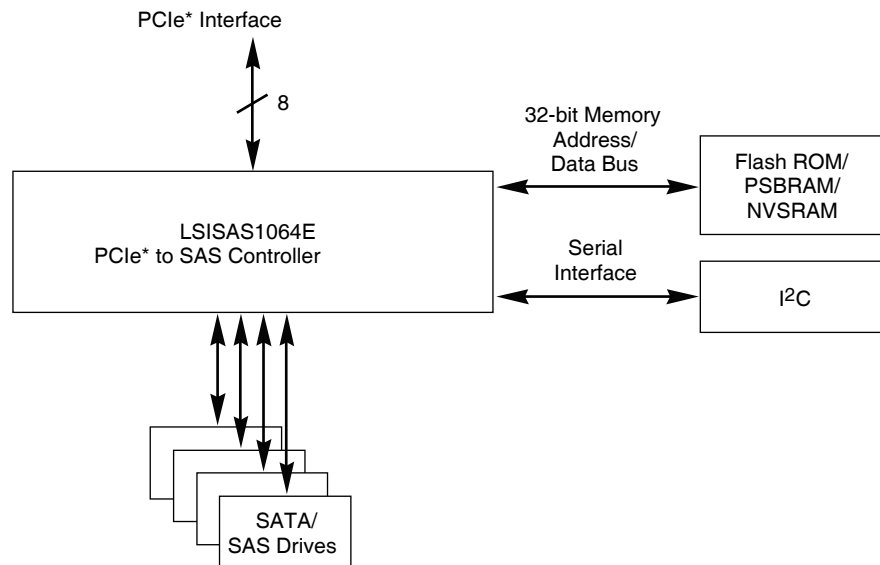 PCIe* Interface
8
32-bit Memory
Address/
Data Bus
Flash ROM/
PSBRAM/
NVSRAM
LSISAS1064E
PCIe* to SAS Controller
Serial
Interface
I²C
SATA/
SAS Drives